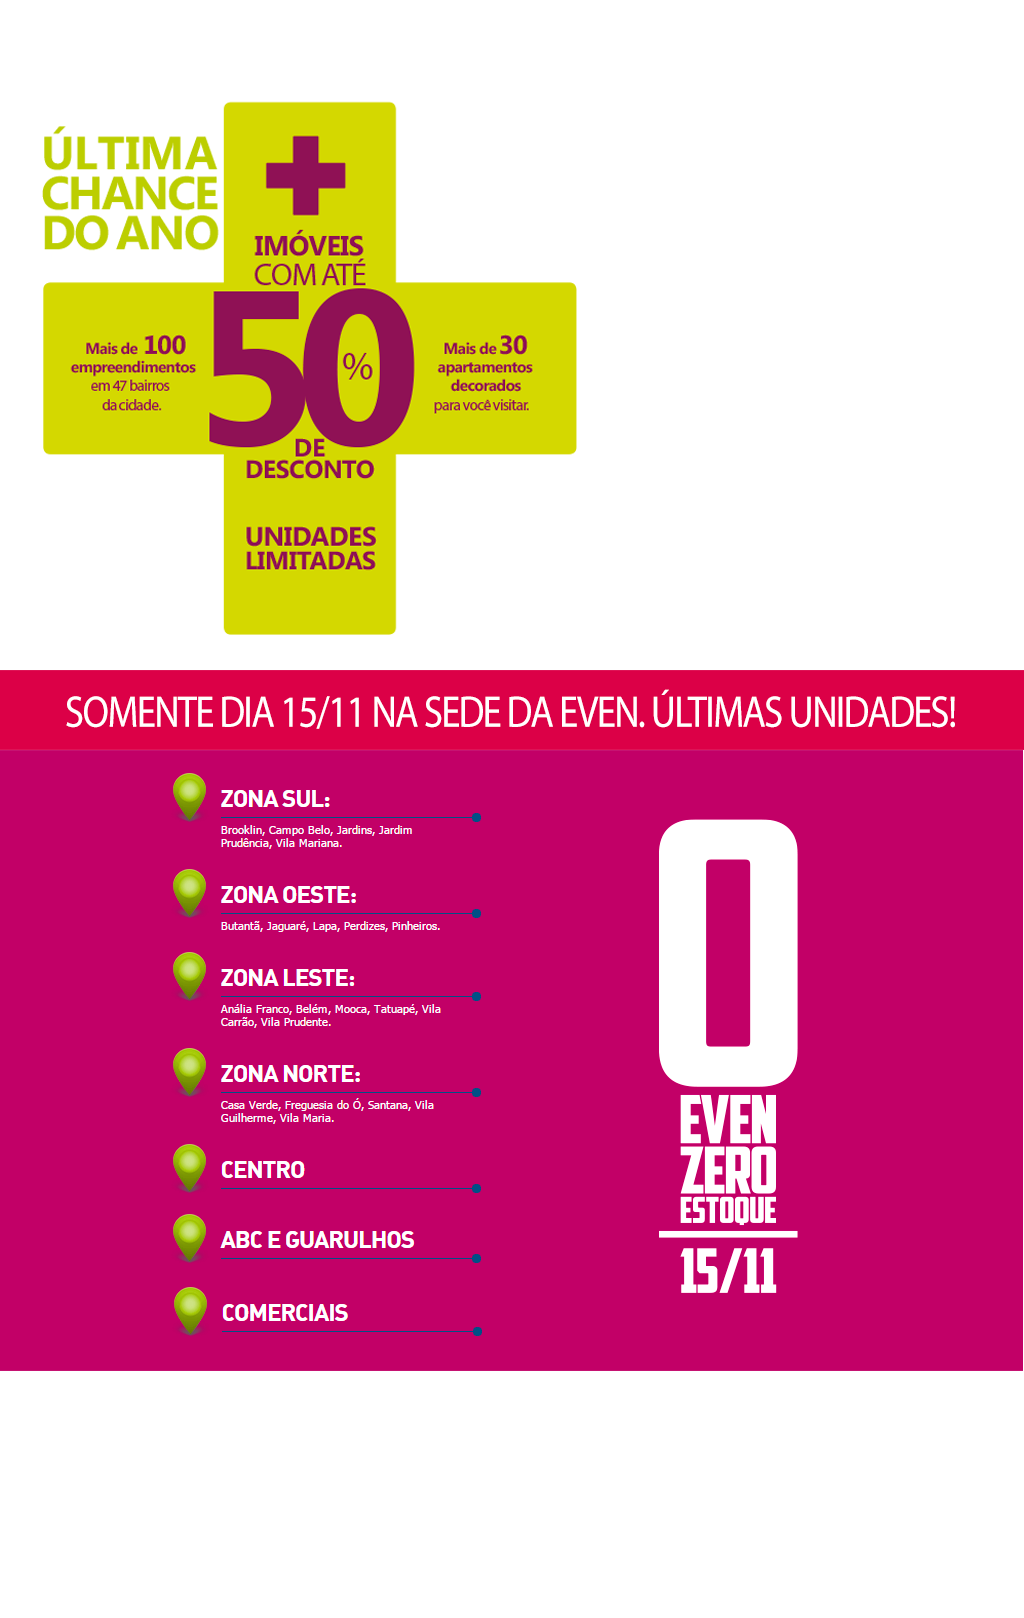 ÚLTIMA
CHANCE
DO ANO
IMÓVEIS
COM ATÉ
50%
DE
DESCONTO
Mais de 100
empreendimentos
em 47 bairros
da cidade.
Mais de 30
apartamentos
decorados
para você visitar.
UNIDADES
LIMITADAS
SOMENTE DIA 15/11 NA SEDE DA EVEN. ÚLTIMAS UNIDADES!
ZONA SUL:
Brooklin, Campo Belo, Jardins, Jardim
Prudência, Vila Mariana.
ZONA OESTE:
Butantã, Jaguaré, Lapa, Perdizes, Pinheiros.
ZONA LESTE:
Anália Franco, Belém, Mooca, Tatuapé, Vila
Carrão, Vila Prudente.
ZONA NORTE:
Casa Verde, Freguesia do Ó, Santana, Vila
Guilherme, Vila Maria.
CENTRO
ABC E GUARULHOS
COMERCIAIS
0
EVEN
ZERO
ESTOQUE
15/11